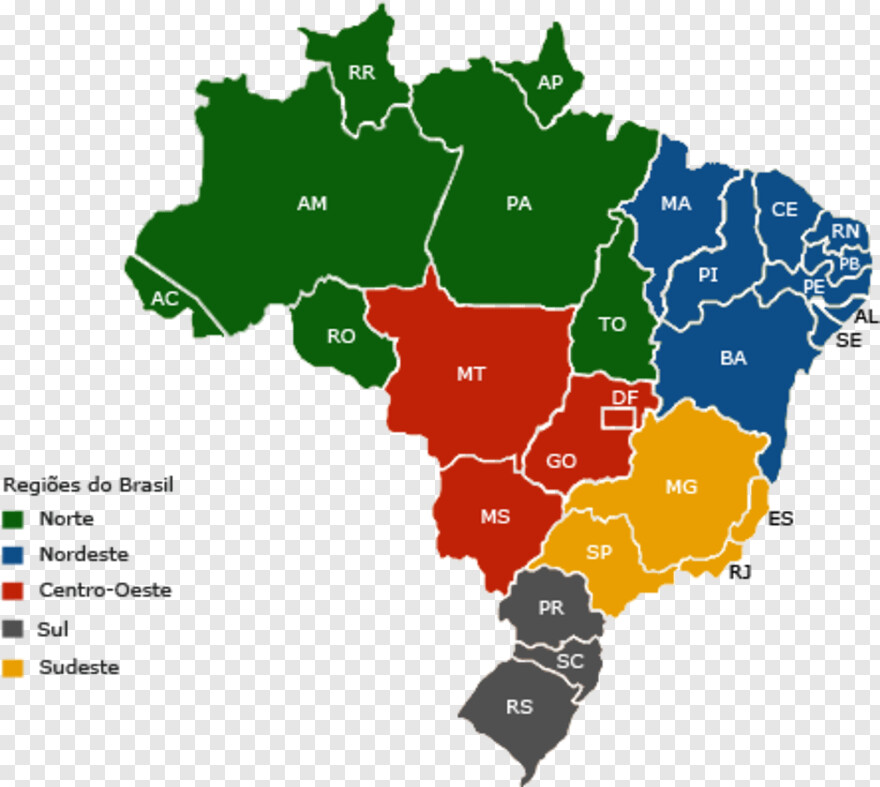 RR
AP
AM
PA
MA
CE
RN
PB
PI
PE
AC
AL
RO
TO
SE
BA
MT
DF
GO
MG
MS
ES
SP
RJ
PR
SC
RS
Regiões do Brasil
Norte
Nordeste
Centro-Oeste
Sul
Sudeste